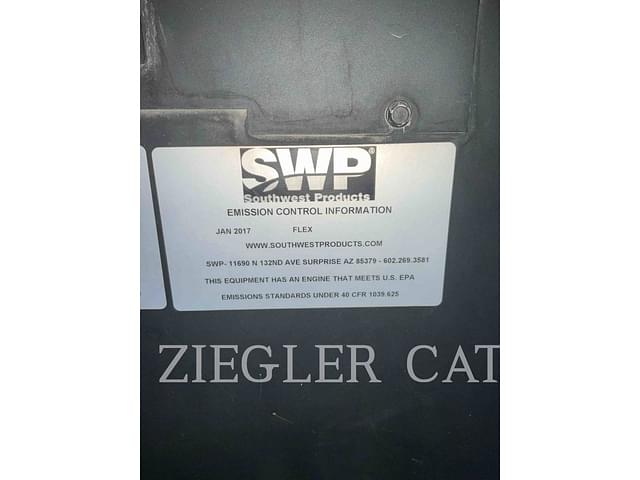 SWP®
Southwest Products
EMISSION CONTROL INFORMATION
JAN 2017 FLEX
WWW.SOUTHWESTPRODUCTS.COM
SWP- 11690 N 132ND AVE SURPRISE AZ 85379 - 602.269.3581
THIS EQUIPMENT HAS AN ENGINE THAT MEETS U.S. EPA
EMISSIONS STANDARDS UNDER 40 CFR 1039.625
ZIEGLER CAT